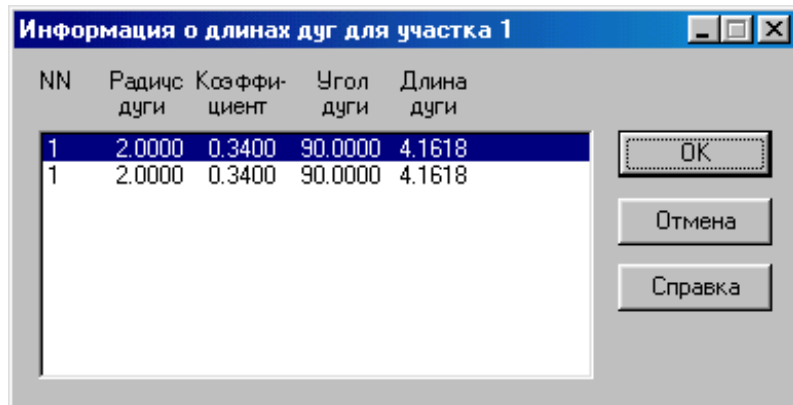 Информация о длинах дуг для участка 1
NN Радиус Коэффи- Угол Длина
дуги циент дуги дуги
1 2.0000 0.3400 90.0000 4.1618
1 2.0000 0.3400 90.0000 4.1618
OK
Отмена
Справка